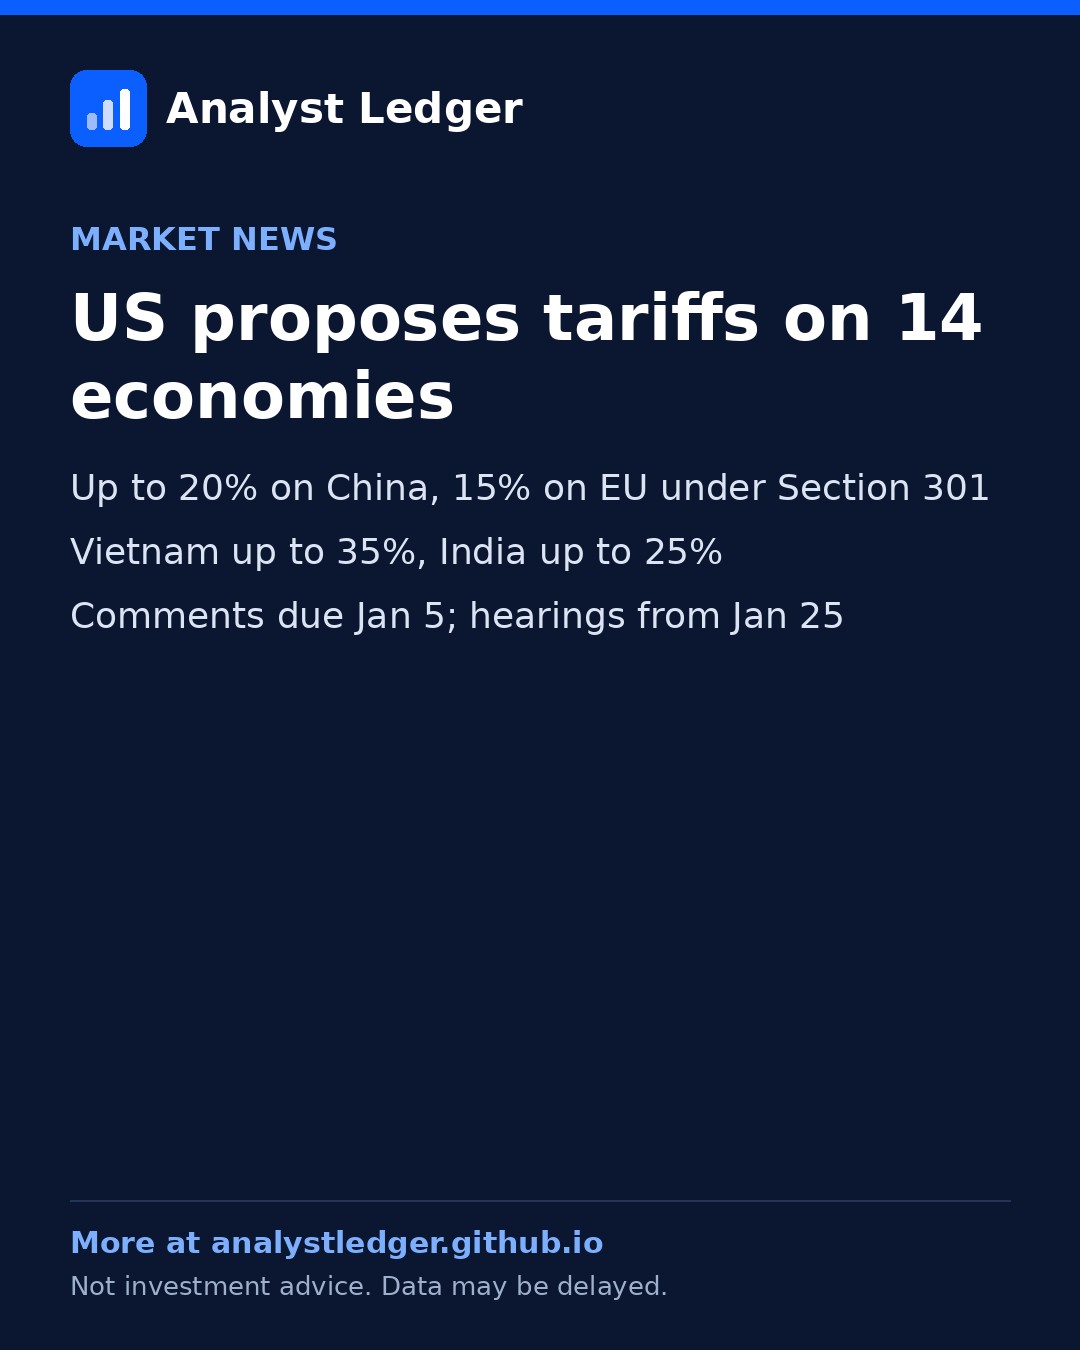 Analyst Ledger
MARKET NEWS
US proposes tariffs on 14
economies
Up to 20% on China, 15% on EU under Section 301
Vietnam up to 35%, India up to 25%
Comments due Jan 5; hearings from Jan 25
More at analystledger.github.io
Not investment advice. Data may be delayed.